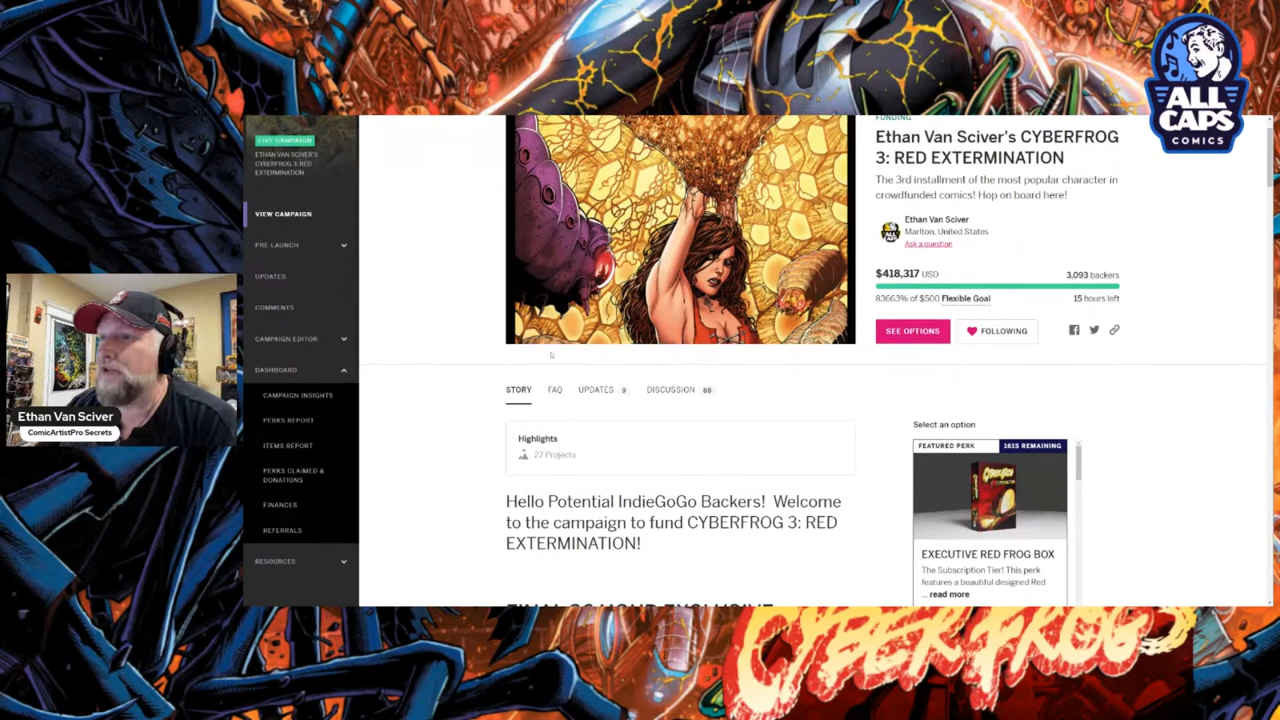 ALL
CAPS
COMICS
LIVE CAMPAIGN
ETHAN VAN SCIVER'S
CYBERFROG 3: RED
EXTERMINATION
VIEW CAMPAIGN
PRE-LAUNCH
UPDATES
COMMENTS
CAMPAIGN EDITOR
DASHBOARD
CAMPAIGN INSIGHTS
PERKS REPORT
ITEMS REPORT
PERKS CLAIMED &
DONATIONS
FINANCES
REFERRALS
RESOURCES
FUNDING
Ethan Van Sciver's CYBERFROG
3: RED EXTERMINATION
The 3rd installment of the most popular character in
crowdfunded comics! Hop on board here!
Ethan Van Sciver
Marlton, United States
Ask a question
$418,317 USD 3,093 backers
83663% of $500 Flexible Goal 15 hours left
SEE OPTIONS FOLLOWING
STORY FAQ UPDATES 9 DISCUSSION 88
Highlights
27 Projects
Hello Potential IndieGoGo Backers! Welcome
to the campaign to fund CYBERFROG 3: RED
EXTERMINATION!
Select an option
FEATURED PERK 1615 REMAINING
CYBERFROG
EXECUTIVE RED FROG BOX
The Subscription Tier! This perk
features a beautiful designed Red
... read more
Ethan Van Sciver
ComicArtistPro Secrets
CYBERFROG